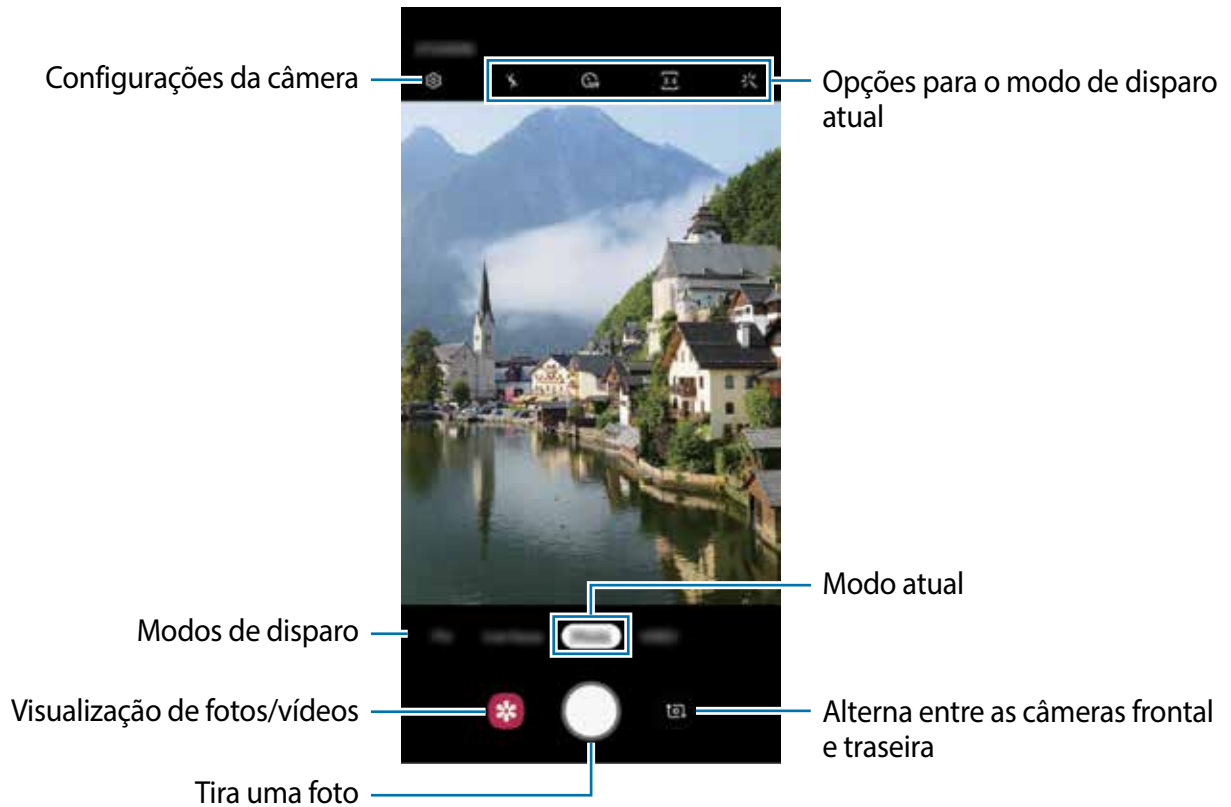 Configurações da câmera
Opções para o modo de disparo
atual
Modo atual
Modos de disparo
Visualização de fotos/vídeos
Alterna entre as câmeras frontal
e traseira
Tira uma foto